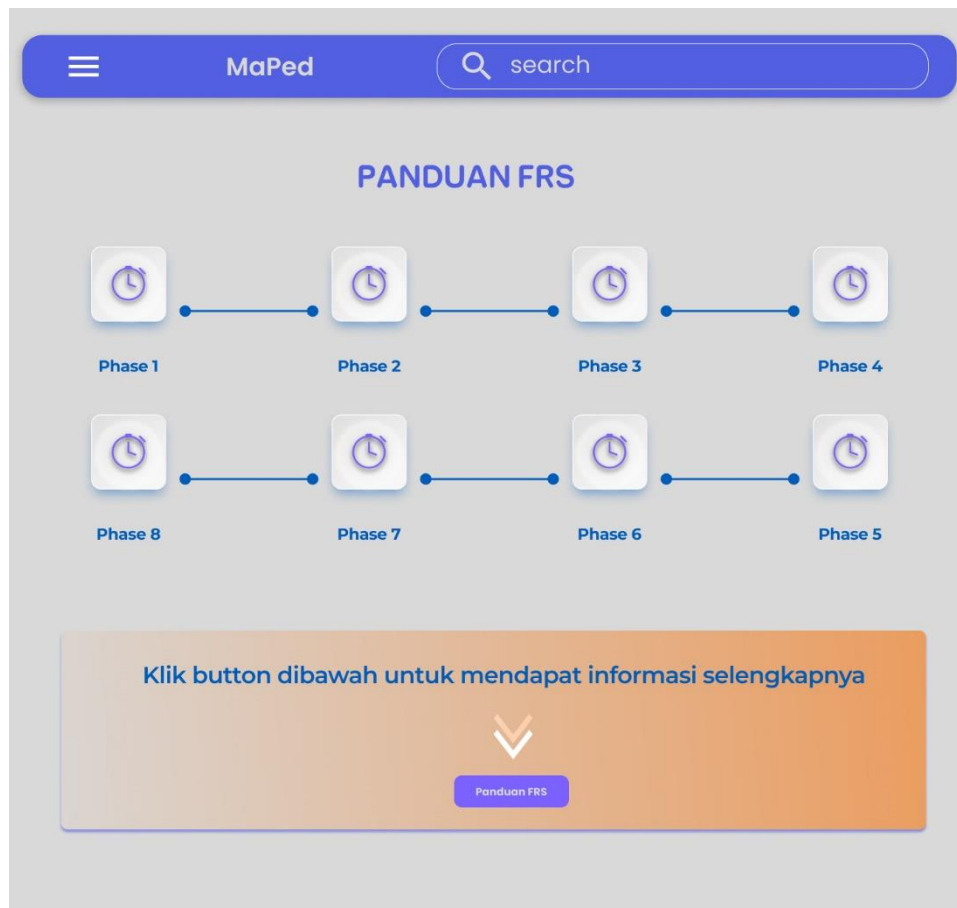 MaPed
search
PANDUAN FRS
Phase 1
Phase 2
Phase 3
Phase 4
Phase 8
Phase 7
Phase 6
Phase 5
Klik button dibawah untuk mendapat informasi selengkapnya
Panduan FRS